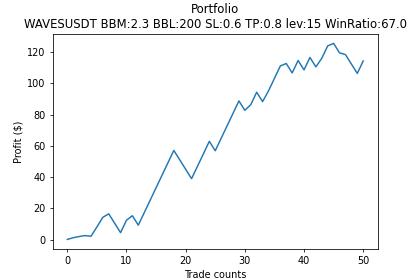 Portfolio
WAVESUSDT BBM:2.3 BBL:200 SL:0.6 TP:0.8 lev:15 WinRatio:67.0
Profit ($)
120
100
80
60
40
20
0
0 10 20 30 40 50
Trade counts